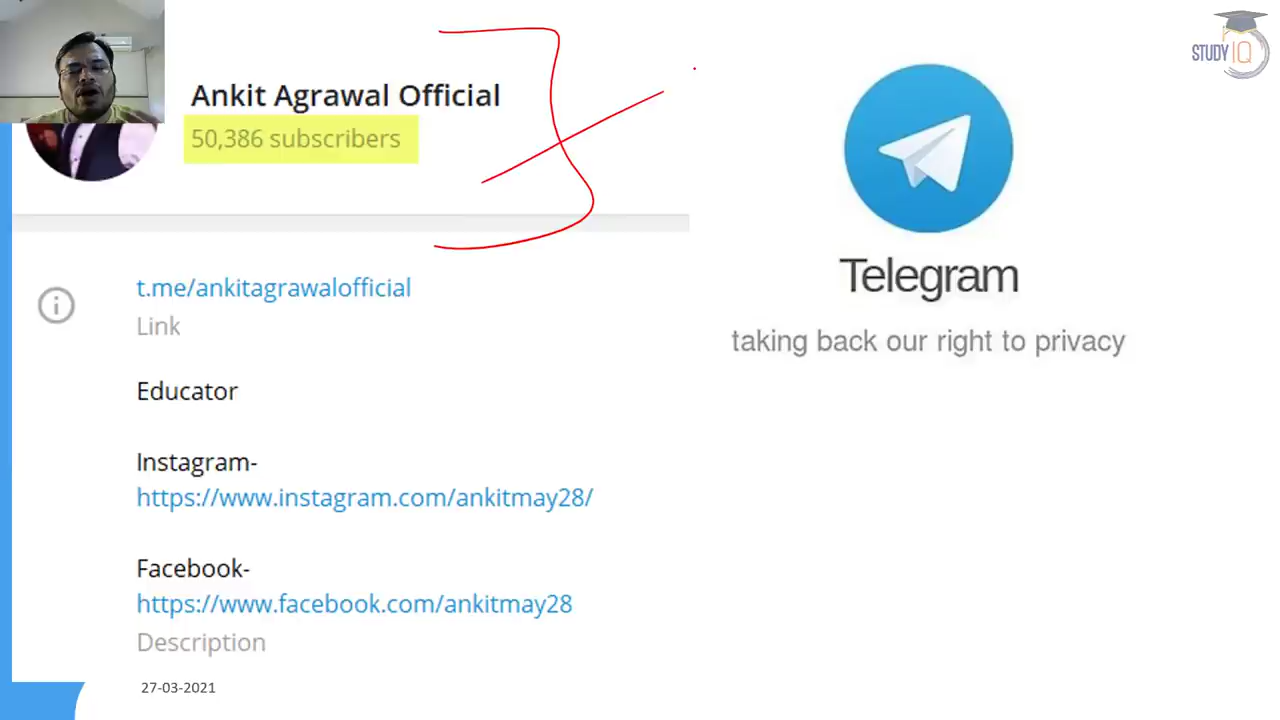 STUDY IQ
Ankit Agrawal Official
50,386 subscribers
t.me/ankitagrawalofficial
Link
Educator
Instagram-
https://www.instagram.com/ankitmay28/
Facebook-
https://www.facebook.com/ankitmay28
Description
27-03-2021
Telegram
taking back our right to privacy